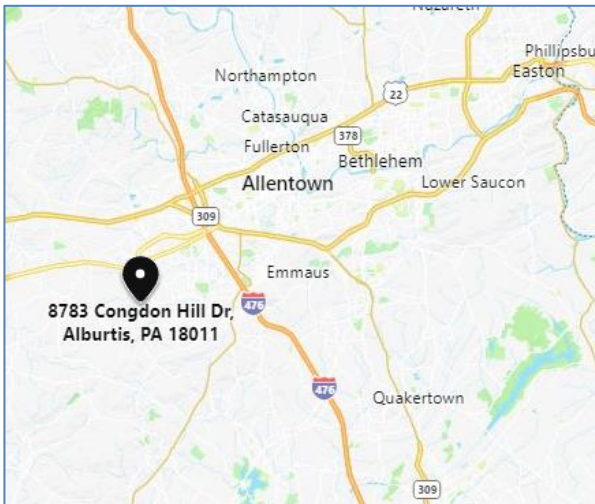 Nazareth
Phillipsbu
Easton
Northampton
22
Catasauqua
378
Fullerton
Bethlehem
Allentown
Lower Saucon
309
Emmaus
8783 Congdon Hill Dr,
Alburtis, PA 18011
476
476
Quakertown
309